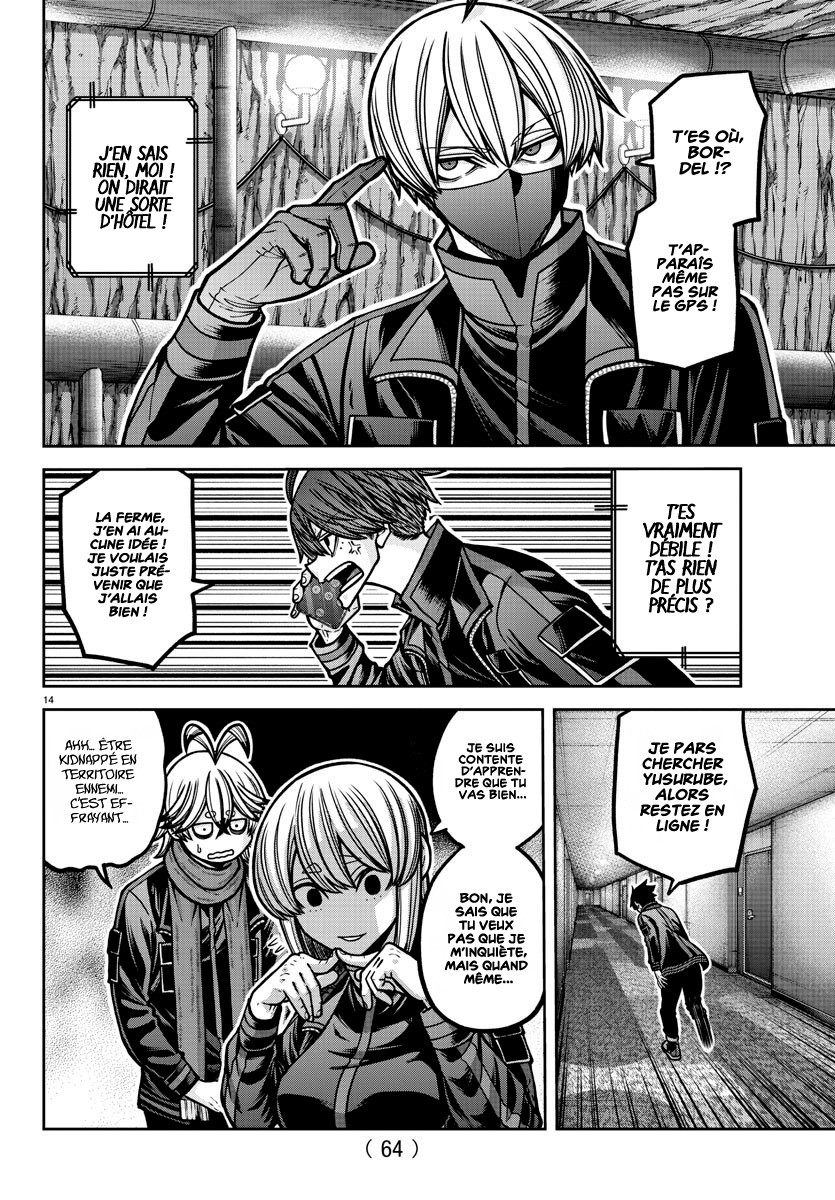 T'ES OÙ,
BOR-
DEL !?
T'AP-
PARAÎS
MÊME
PAS SUR
LE GPS !
J'EN SAIS
RIEN, MOI !
ON DIRAIT
UNE SORTE
D'HÔTEL !
T'ES
VRAIMENT
DÉBILE !
T'AS RIEN
DE PLUS
PRÉCIS ?
LA FERME,
J'EN AI AU-
CUNE IDÉE !
JE VOULAIS
JUSTE PRÉ-
VENIR QUE
J'ALLAIS
BIEN !
14
JE PARS
CHERCHER
YUSURUBE,
ALORS
RESTEZ EN
LIGNE !
JE SUIS
CONTENTE
D'APPREN-
DRE QUE TU
VAS BIEN...
BON, JE
SAIS QUE
TU VEUX
PAS QUE JE
M'INQUIÈTE,
MAIS QUAND
MÊME...
AHH... ÊTRE
KIDNAPPÉ EN
TERRITOIRE
ENNEMI...
C'EST EF-
FRAYANT...
( 64 )